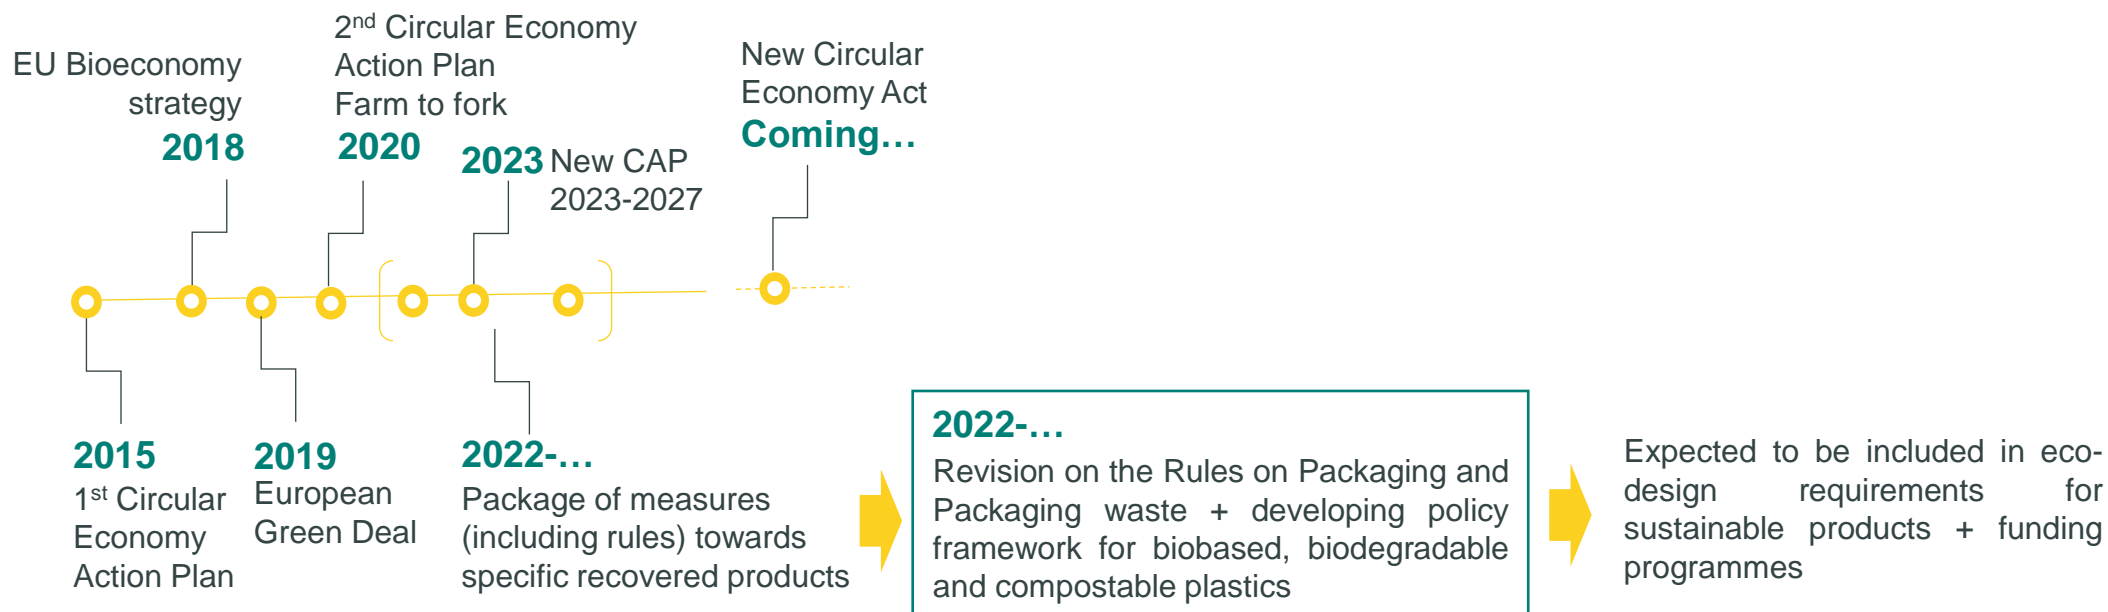 EU Bioeconomy
strategy
2018
2nd Circular Economy
Action Plan
Farm to fork
2020
2023 New CAP
2023-2027
New Circular
Economy Act
Coming…
2015
1st Circular
Economy
Action Plan
2019
European
Green Deal
2022-…
Package of measures
(including rules) towards
specific recovered products
2022-…
Revision on the Rules on Packaging and
Packaging waste + developing policy
framework for biobased, biodegradable
and compostable plastics
Expected to be included in eco-
design requirements for
sustainable products + funding
programmes